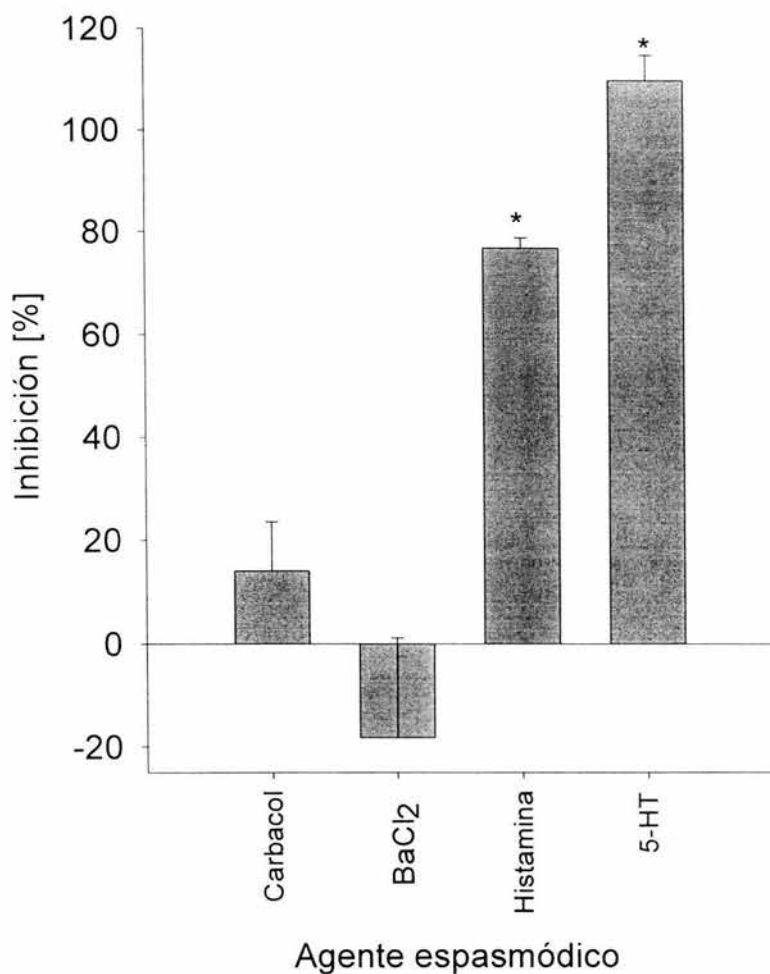 120
100
80
60
40
20
0
-20
Inhibición [%]
*
*
Carbacol
BaCl2
Histamina
5-HT
Agente espasmódico